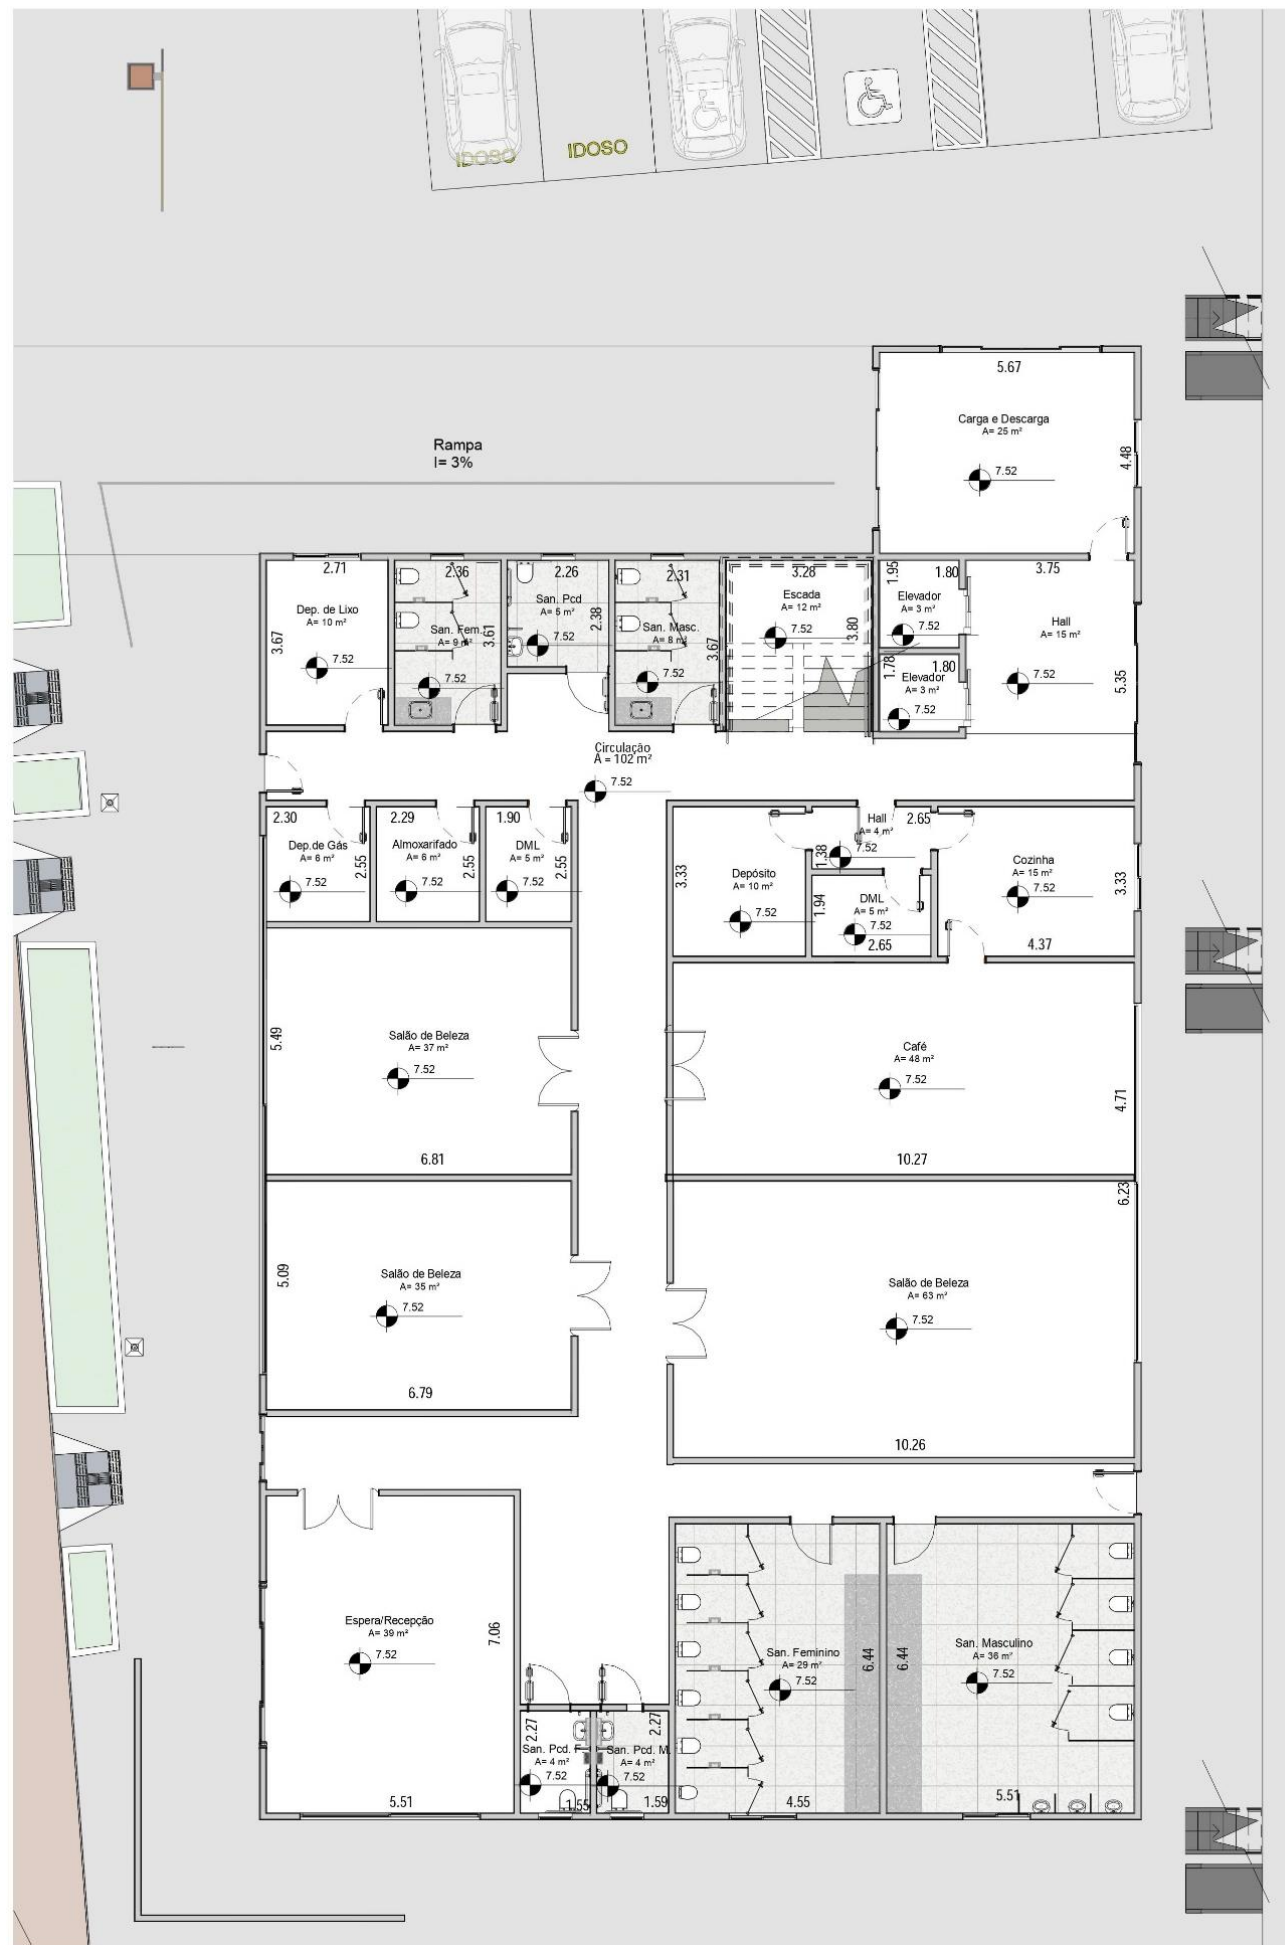 IDOSO
IDOSO
Rampa
I= 3%
5.67
Carga e Descarga
A= 25 m²
7.52
4.48
2.71
Dep. de Lixo
A= 10 m²
3.67
7.52
2.36
San. Fem.
A= 9 m²
3.61
7.52
2.26
San. Pcd
A= 5 m²
2.38
7.52
2.31
San. Masc.
A= 8 m²
3.67
7.52
3.28
Escada
A= 12 m²
7.52
3.80
1.95
1.80
Elevador
A= 3 m²
7.52
1.78
1.80
Elevador
A= 3 m²
7.52
3.75
Hall
A= 15 m²
7.52
5.35
Circulação
A = 102 m²
7.52
2.30
Dep.de Gás
A= 6 m²
7.52
2.55
2.29
Almoxarifado
A= 6 m²
7.52
2.55
1.90
DML
A= 5 m²
7.52
2.55
3.33
Depósito
A= 10 m²
7.52
Hall
2.65
A= 4 m²
7.52
1.38
1.94
DML
A= 5 m²
7.52
2.65
Cozinha
A= 15 m²
7.52
3.33
4.37
5.49
Salão de Beleza
A= 37 m²
7.52
6.81
Café
A= 48 m²
7.52
4.71
10.27
5.09
Salão de Beleza
A= 35 m²
7.52
6.79
6.23
Salão de Beleza
A= 63 m²
7.52
10.26
Espera/Recepção
A= 39 m²
7.52
7.06
5.51
2.27
San. Pcd. F.
A= 4 m²
7.52
1.55
2.27
San. Pcd. M.
A= 4 m²
7.52
1.59
San. Feminino
A= 29 m²
7.52
6.44
4.55
6.44
San. Masculino
A= 36 m²
7.52
5.51